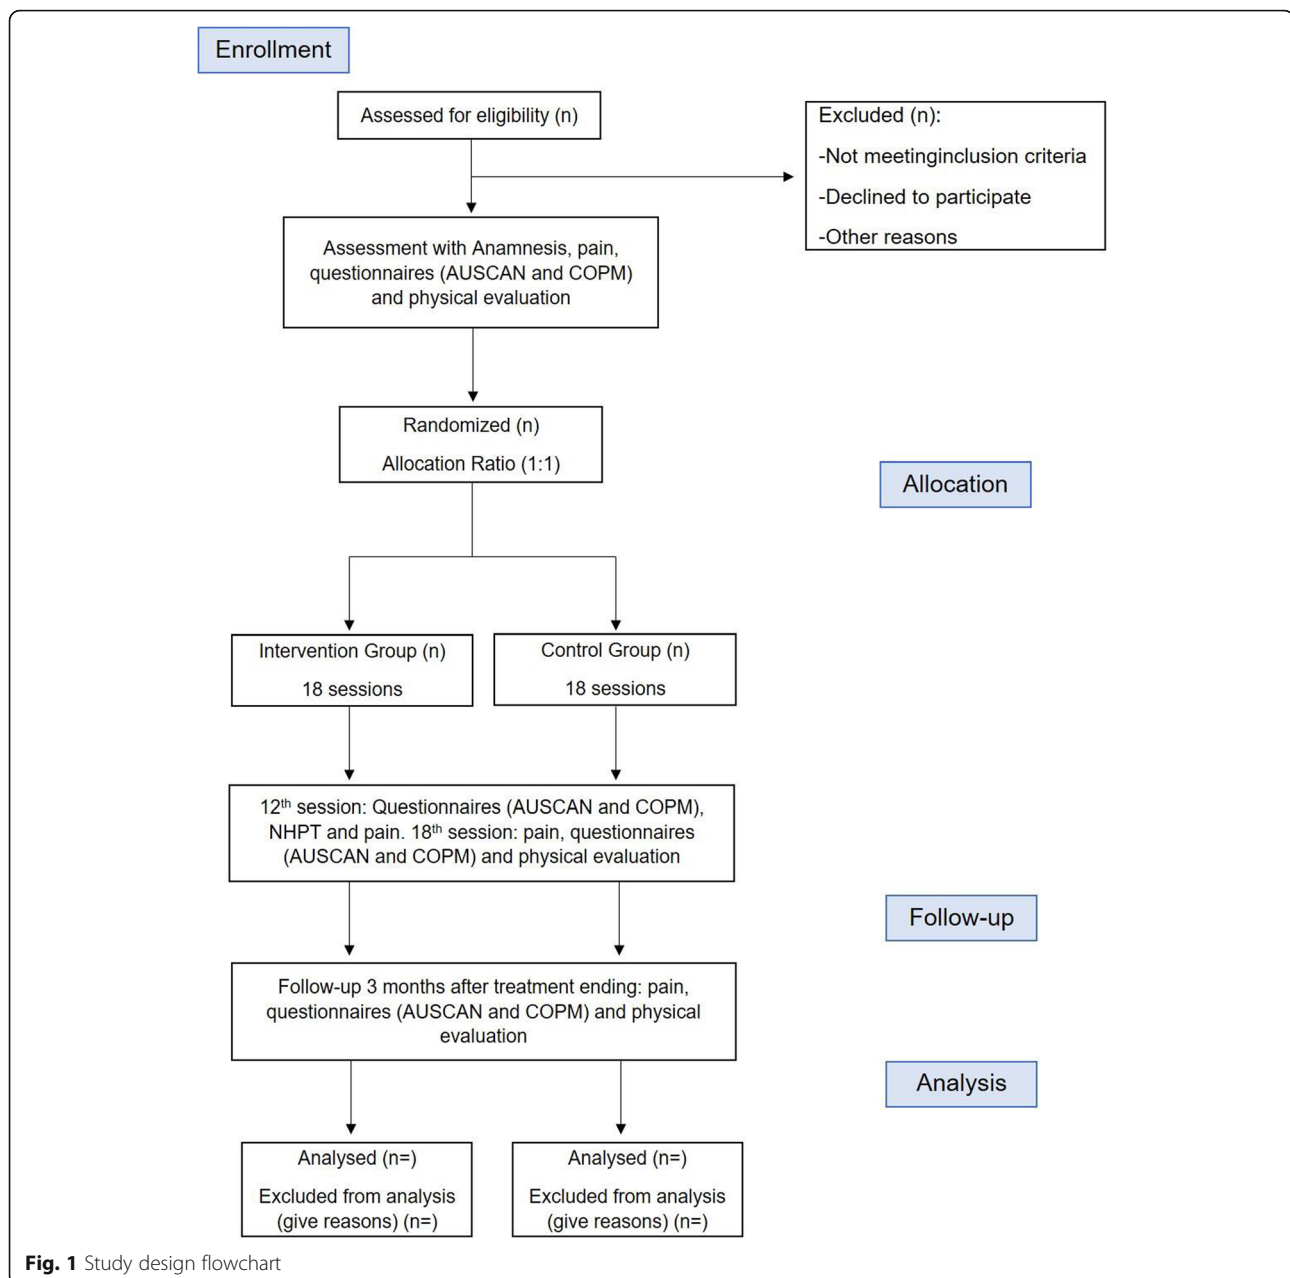 Enrollment
Assessed for eligibility (n)
Excluded (n):
-Not meetinginclusion criteria
-Declined to participate
-Other reasons
Assessment with Anamnesis, pain,
questionnaires (AUSCAN and COPM)
and physical evaluation
Randomized (n)
Allocation Ratio (1:1)
Allocation
Intervention Group (n)
18 sessions
Control Group (n)
18 sessions
12th session: Questionnaires (AUSCAN and COPM),
NHPT and pain. 18th session: pain, questionnaires
(AUSCAN and COPM) and physical evaluation
Follow-up
Follow-up 3 months after treatment ending: pain,
questionnaires (AUSCAN and COPM) and physical
evaluation
Analysis
Analysed (n=)
Excluded from analysis
(give reasons) (n=)
Analysed (n=)
Excluded from analysis
(give reasons) (n=)
Fig. 1 Study design flowchart